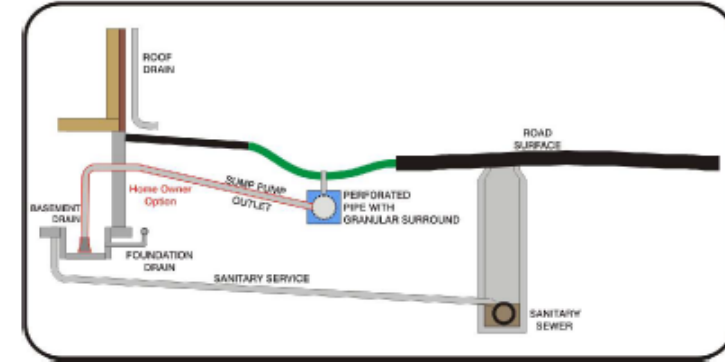 ROOF
DRAIN
ROAD
SURFACE
Home Owner
Option
SUMP PUMP
OUTLET
PERFORATED
PIPE WITH
GRANULAR SURROUND
BASEMENT
DRAIN
FOUNDATION
DRAIN
SANITARY SERVICE
SANITARY
SEWER